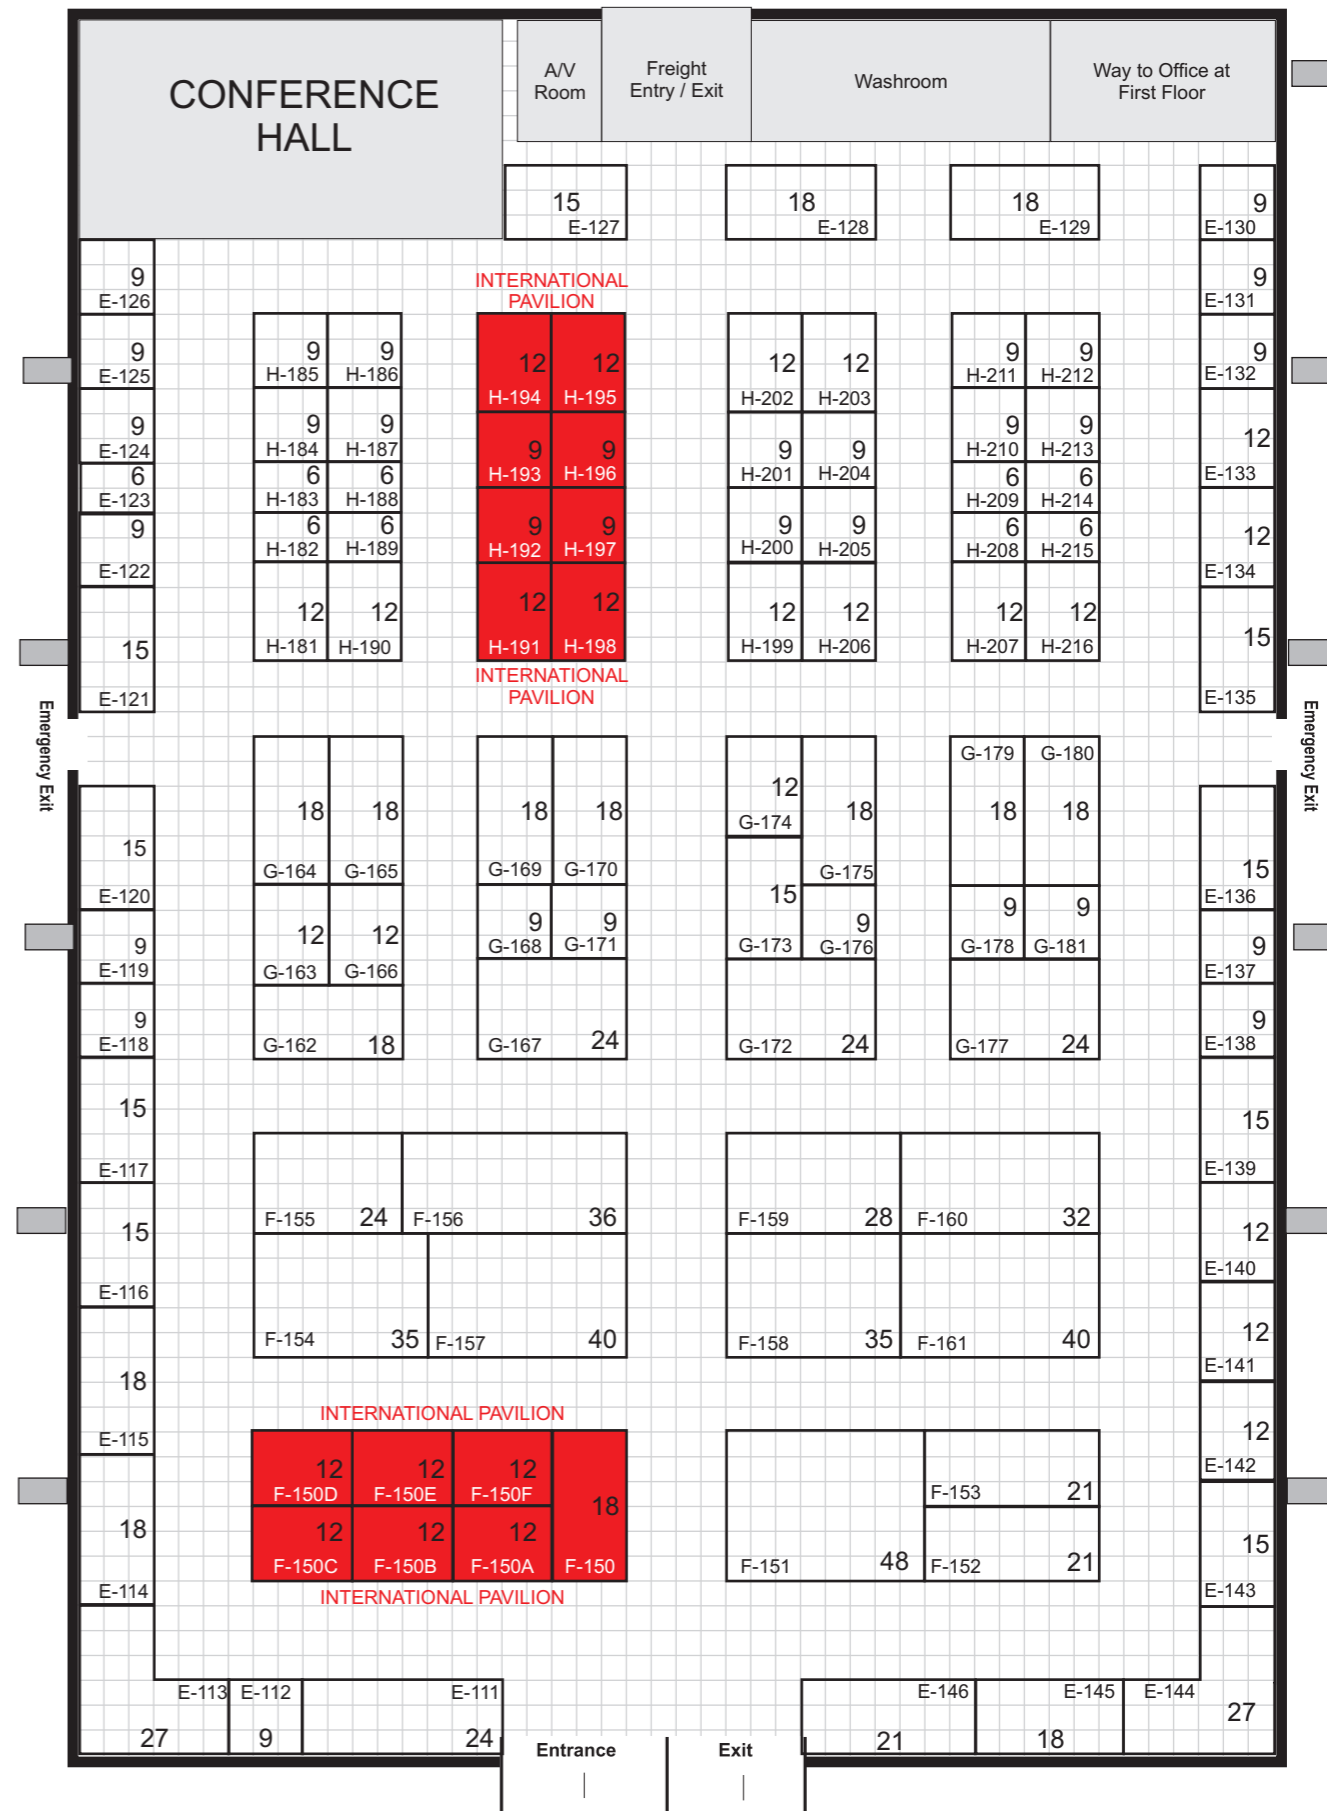 CONFERENCE
HALL
A/V
Room
Freight
Entry / Exit
Washroom
Way to Office at
First Floor
15
E-127
18
E-128
18
E-129
9
E-130
9
E-126
9
E-131
INTERNATIONAL
PAVILION
9
E-125
9
H-185
9
H-186
12
H-194
12
H-195
12
H-202
12
H-203
9
H-211
9
H-212
9
E-132
9
E-124
9
H-184
9
H-187
9
H-193
9
H-196
9
H-201
9
H-204
9
H-210
9
H-213
12
E-133
6
E-123
6
H-183
6
H-188
6
H-209
6
H-214
9
E-122
6
H-182
6
H-189
9
H-192
9
H-197
9
H-200
9
H-205
6
H-208
6
H-215
12
E-134
15
E-121
12
H-181
12
H-190
12
H-191
12
H-198
12
H-199
12
H-206
12
H-207
12
H-216
15
E-135
INTERNATIONAL
PAVILION
Emergency Exit
Emergency Exit
15
E-120
18
G-164
18
G-165
18
G-169
18
G-170
12
G-174
18
G-175
G-179
18
G-180
18
15
E-136
9
E-119
12
G-163
12
G-166
9
G-168
9
G-171
15
G-173
9
G-176
9
G-178
9
G-181
9
E-137
9
E-118
G-162 18
G-167 24
G-172 24
G-177 24
9
E-138
15
E-117
15
E-139
F-155 24
F-156 36
F-159 28
F-160 32
15
E-116
12
E-140
F-154 35
F-157 40
F-158 35
F-161 40
12
E-141
18
E-115
INTERNATIONAL PAVILION
12
E-142
12
F-150D
12
F-150E
12
F-150F
18
F-150
F-153 21
18
E-114
12
F-150C
12
F-150B
12
F-150A
F-151 48
F-152 21
15
E-143
INTERNATIONAL PAVILION
E-113
27
E-112
9
E-111
24
E-146
21
E-145
18
E-144
27
Entrance
Exit